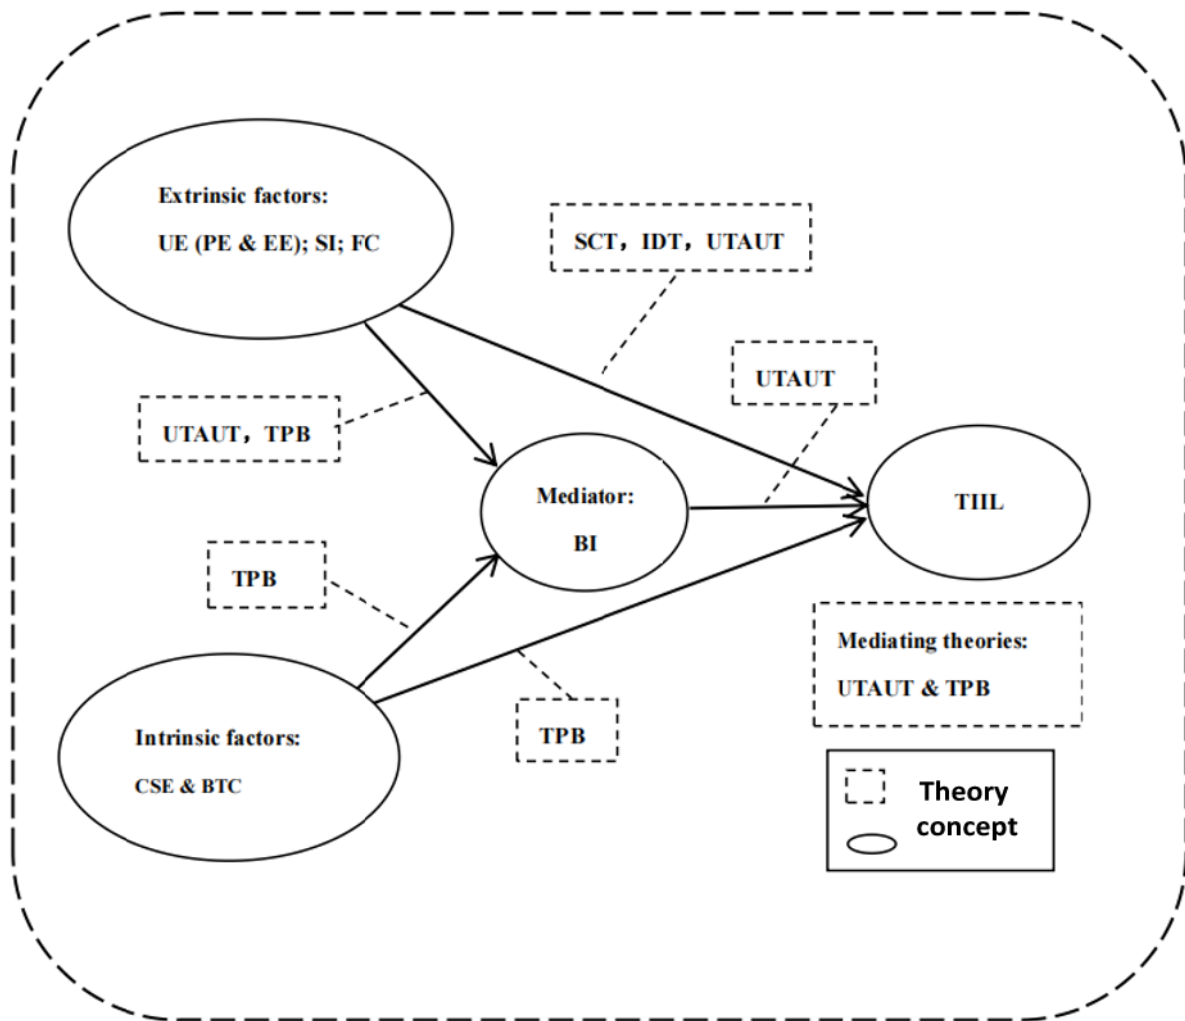 Extrinsic factors:
UE (PE & EE); SI; FC
SCT，IDT，UTAUT
UTAUT
UTAUT，TPB
Mediator:
BI
TIIL
TPB
Mediating theories:
UTAUT & TPB
TPB
Intrinsic factors:
CSE & BTC
Theory
concept